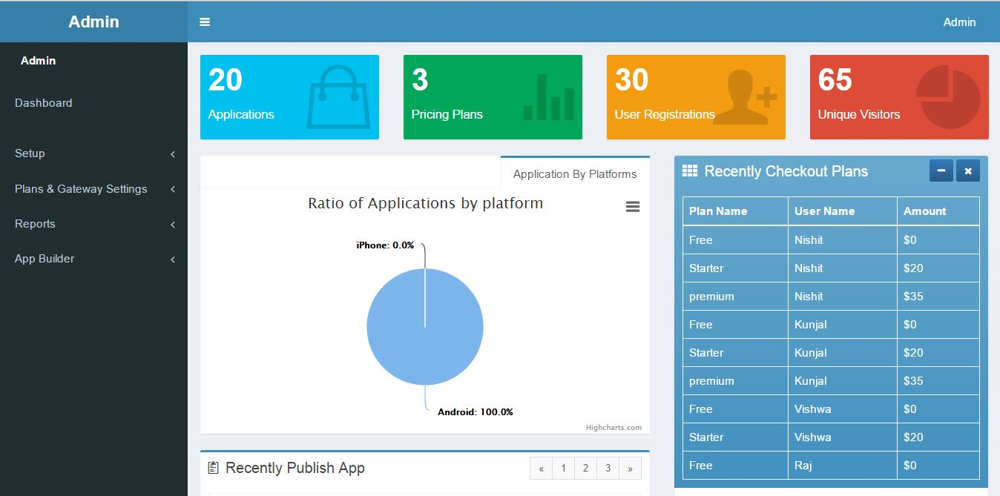 Admin
Admin
Admin
Dashboard
Setup
Plans & Gateway Settings
Reports
App Builder
20
Applications
3
Pricing Plans
30
User Registrations
65
Unique Visitors
Application By Platforms
Ratio of Applications by platform
iPhone: 0.0%
Android: 100.0%
Highcharts.com
Recently Publish App
« 1 2 3 »
Recently Checkout Plans
Plan Name User Name Amount
Free Nishit $0
Starter Nishit $20
premium Nishit $35
Free Kunjal $0
Starter Kunjal $20
premium Kunjal $35
Free Vishwa $0
Starter Vishwa $20
Free Raj $0